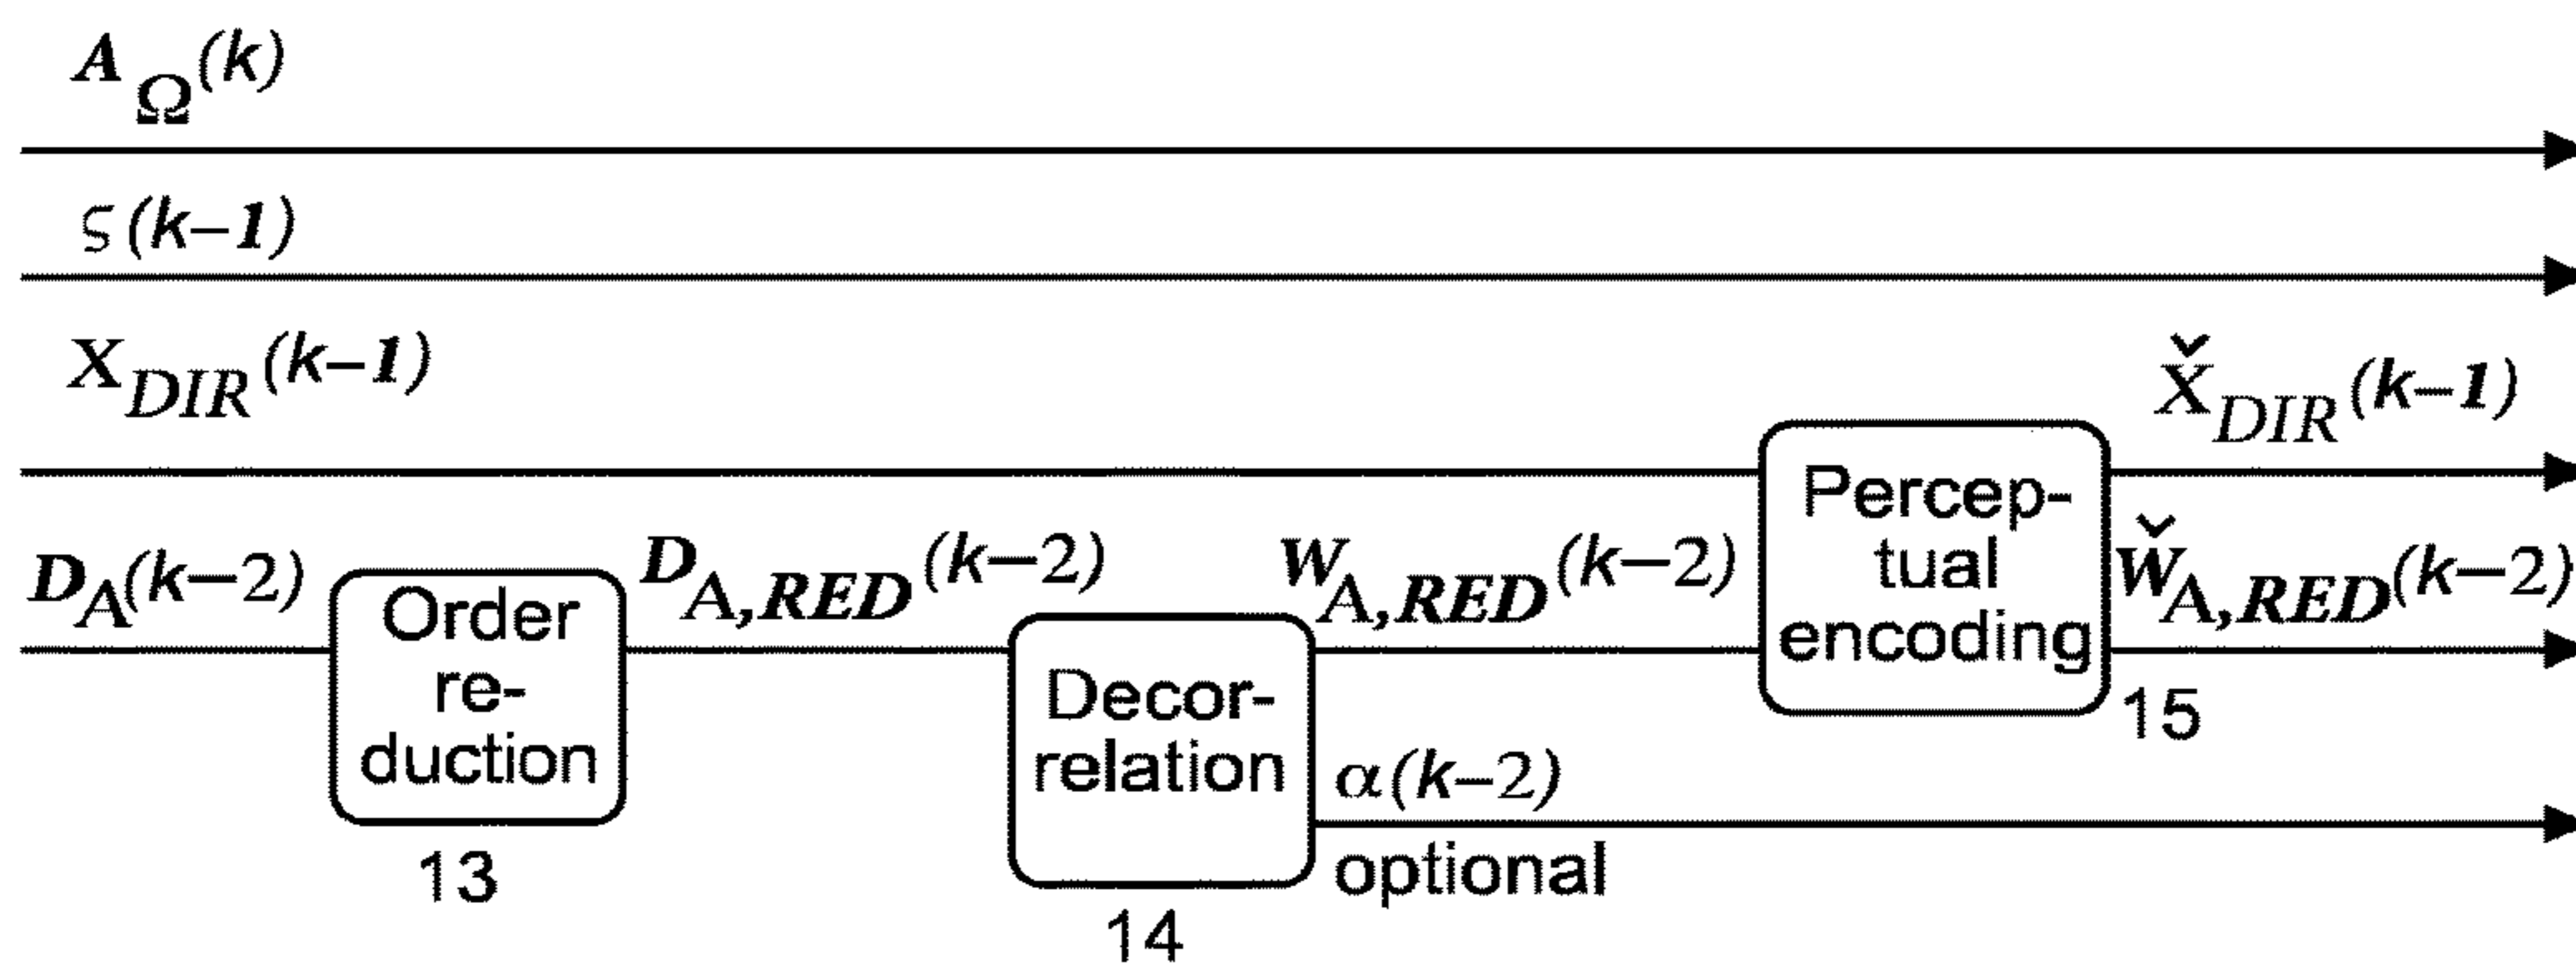 A_Ω(k)
ς(k–1)
X_DIR(k–1)
X̌_DIR(k–1)
D_A(k–2)
Order
re-
duction
13
D_A,RED(k–2)
Decor-
relation
14
W_A,RED(k–2)
α(k–2)
optional
Percep-
tual
encoding
15
W̌_A,RED(k–2)